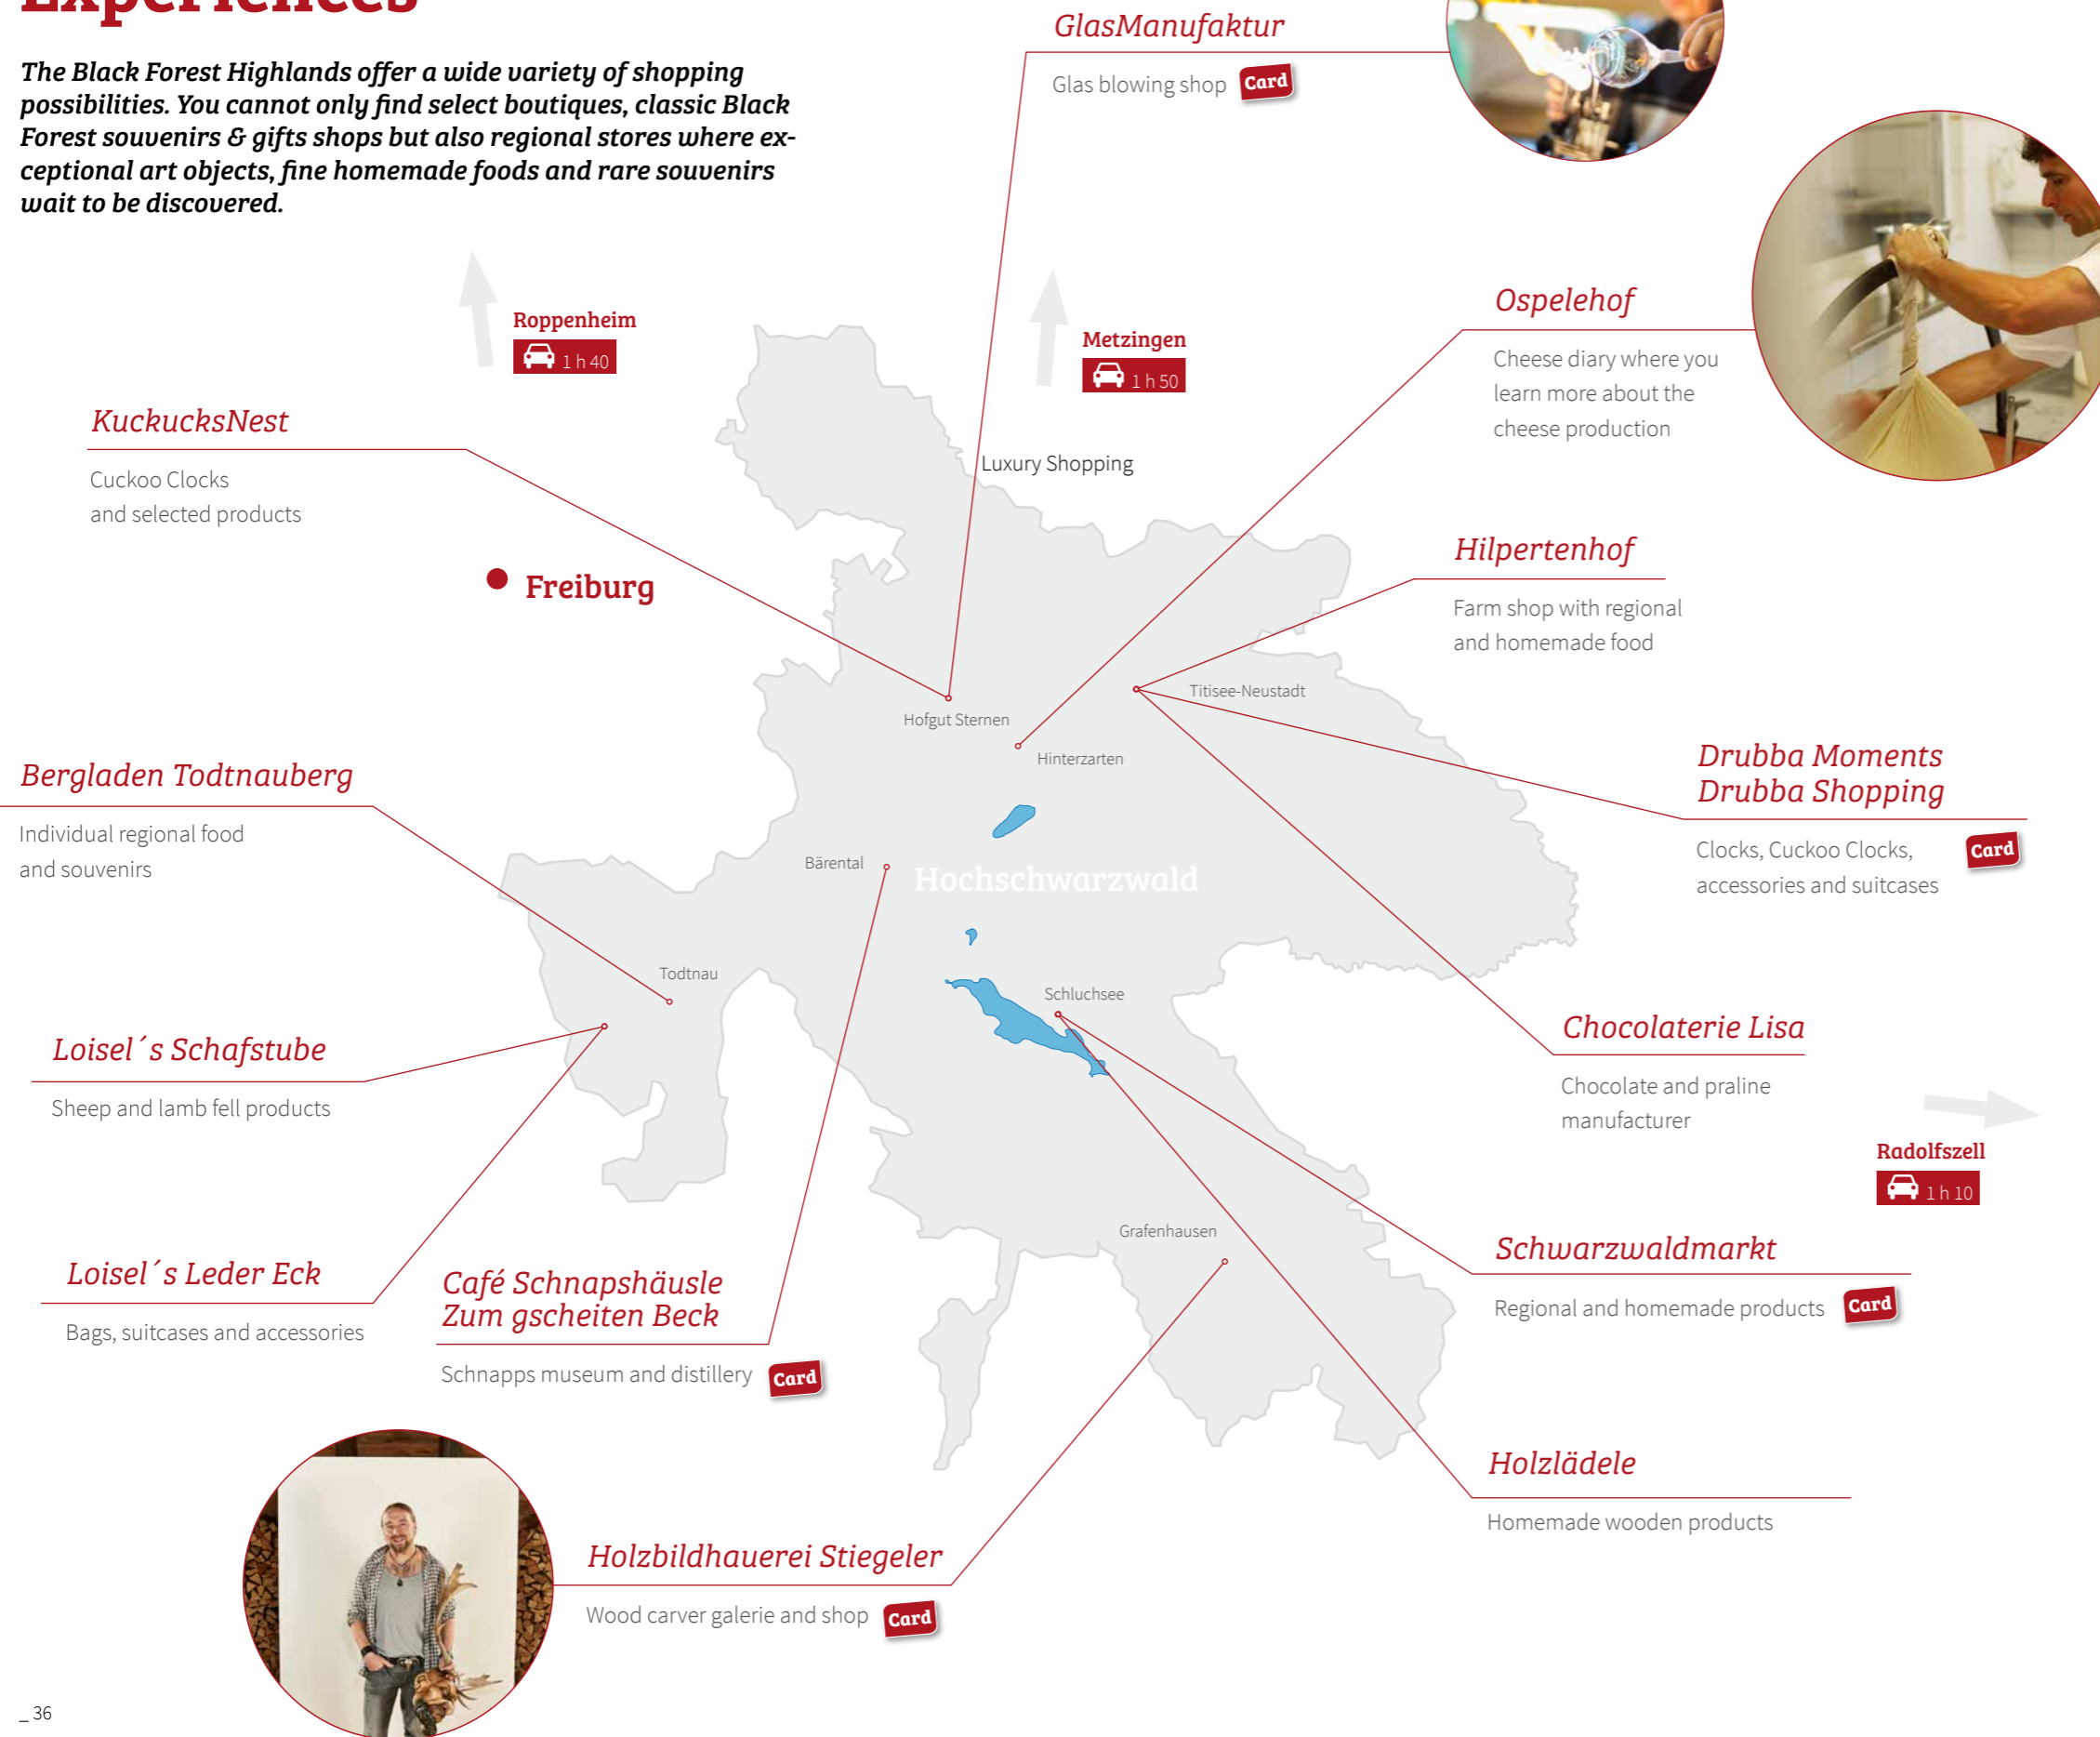 Experiences
The Black Forest Highlands offer a wide variety of shopping
possibilities. You cannot only find select boutiques, classic Black
Forest souvenirs & gifts shops but also regional stores where ex-
ceptional art objects, fine homemade foods and rare souvenirs
wait to be discovered.
GlasManufaktur
Glas blowing shop Card
Roppenheim
1 h 40
Metzingen
1 h 50
Luxury Shopping
Ospelehof
Cheese diary where you
learn more about the
cheese production
KuckucksNest
Cuckoo Clocks
and selected products
Freiburg
Hilpertenhof
Farm shop with regional
and homemade food
Titisee-Neustadt
Hofgut Sternen
Hinterzarten
Drubba Moments
Drubba Shopping
Clocks, Cuckoo Clocks,
accessories and suitcases
Card
Bergladen Todtnauberg
Individual regional food
and souvenirs
Bärental
Hochschwarzwald
Todtnau
Schluchsee
Loisel´s Schafstube
Sheep and lamb fell products
Chocolaterie Lisa
Chocolate and praline
manufacturer
Radolfszell
1 h 10
Grafenhausen
Loisel´s Leder Eck
Bags, suitcases and accessories
Café Schnapshäusle
Zum gscheiten Beck
Schnapps museum and distillery Card
Schwarzwaldmarkt
Regional and homemade products Card
Holzlädele
Homemade wooden products
Holzbildhauerei Stiegeler
Wood carver galerie and shop Card
_ 36